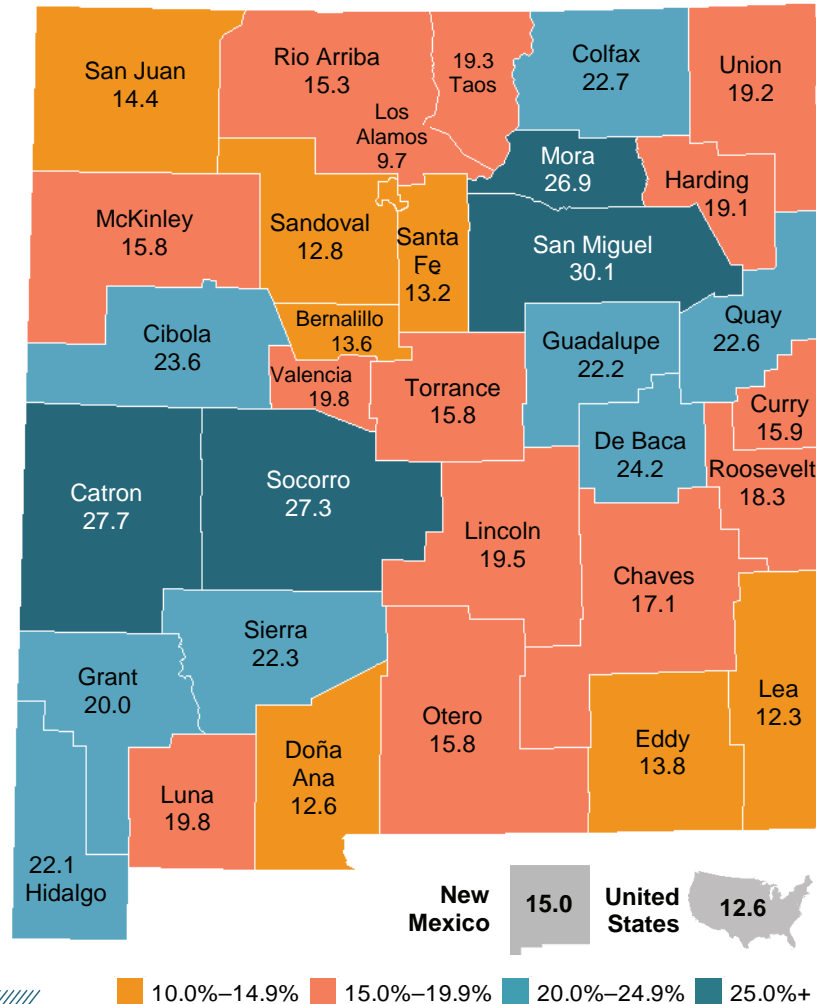 San Juan
14.4
Rio Arriba
15.3
19.3
Taos
Colfax
22.7
Union
19.2
Los
Alamos
9.7
Mora
26.9
Harding
19.1
McKinley
15.8
Sandoval
12.8
Santa
Fe
13.2
San Miguel
30.1
Cibola
23.6
Bernalillo
13.6
Guadalupe
22.2
Quay
22.6
Valencia
19.8
Torrance
15.8
Curry
15.9
De Baca
24.2
Roosevelt
18.3
Catron
27.7
Socorro
27.3
Lincoln
19.5
Chaves
17.1
Sierra
22.3
Grant
20.0
Otero
15.8
Lea
12.3
Eddy
13.8
Doña
Ana
12.6
Luna
19.8
22.1
Hidalgo
New
Mexico
15.0
United
States
12.6
10.0%–14.9%
15.0%–19.9%
20.0%–24.9%
25.0%+